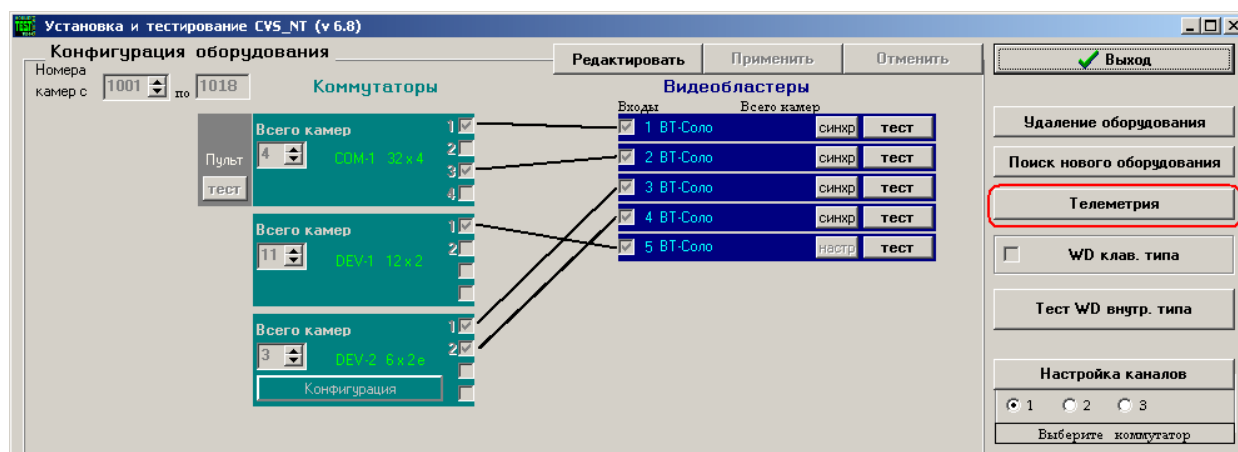 Установка и тестирование CVS_NT (v 6.8)
Конфигурация оборудования
Редактировать
Применить
Отменить
Выход
Номера
камер с 1001 по 1018
Коммутаторы
Видеобластеры
Входы Всего камер
Пульт
тест
Всего камер
4
COM-1 32 x 4
1
2
3
4
Всего камер
11
DEV-1 12 x 2
1
2
Всего камер
3
DEV-2 6 x 2e
1
2
Конфигурация
1 ВТ-Соло синхр тест
2 ВТ-Соло синхр тест
3 ВТ-Соло синхр тест
4 ВТ-Соло синхр тест
5 ВТ-Соло настр тест
Удаление оборудования
Поиск нового оборудования
Телеметрия
WD клав. типа
Тест WD внутр. типа
Настройка каналов
1 2 3
Выберите коммутатор